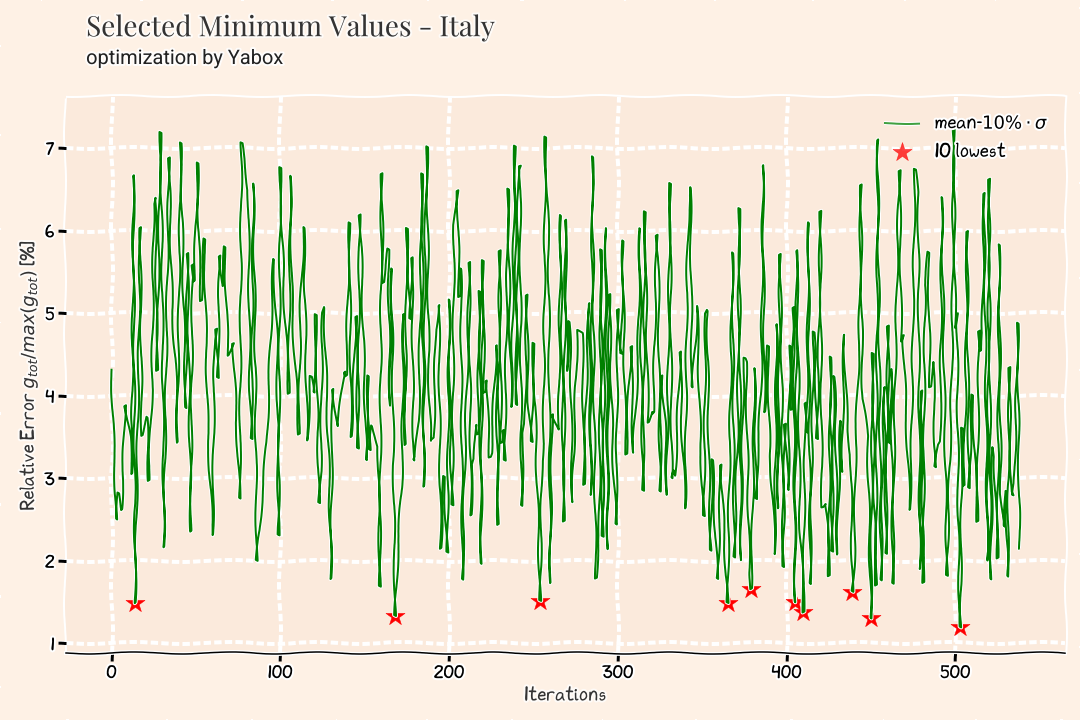 Selected Minimum Values - Italy
optimization by Yabox
mean-10% · σ
10 lowest
Relative Error g_tot/max(g_tot) [%]
7
6
5
4
3
2
1
0 100 200 300 400 500
Iterations